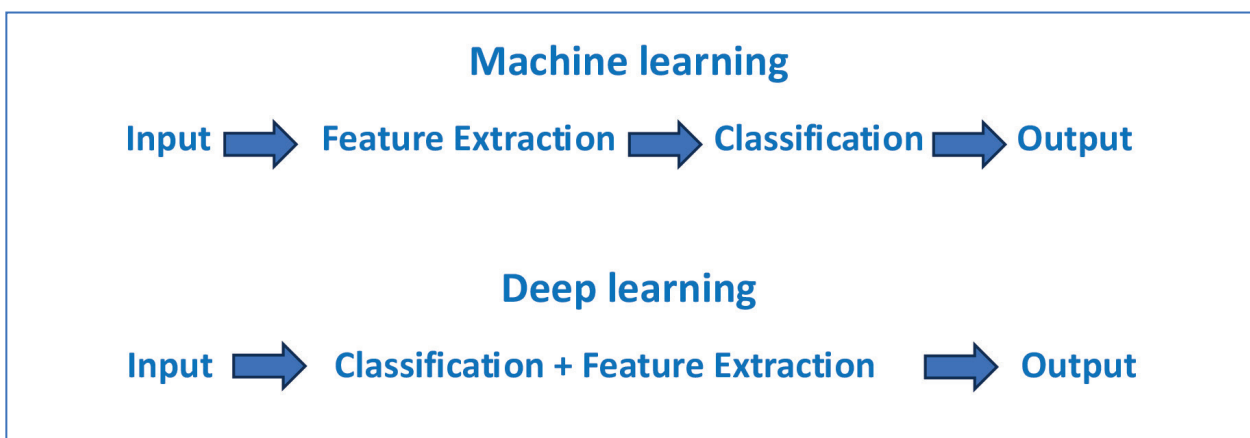 Machine learning
Input Feature Extraction Classification Output
Deep learning
Input Classification + Feature Extraction Output